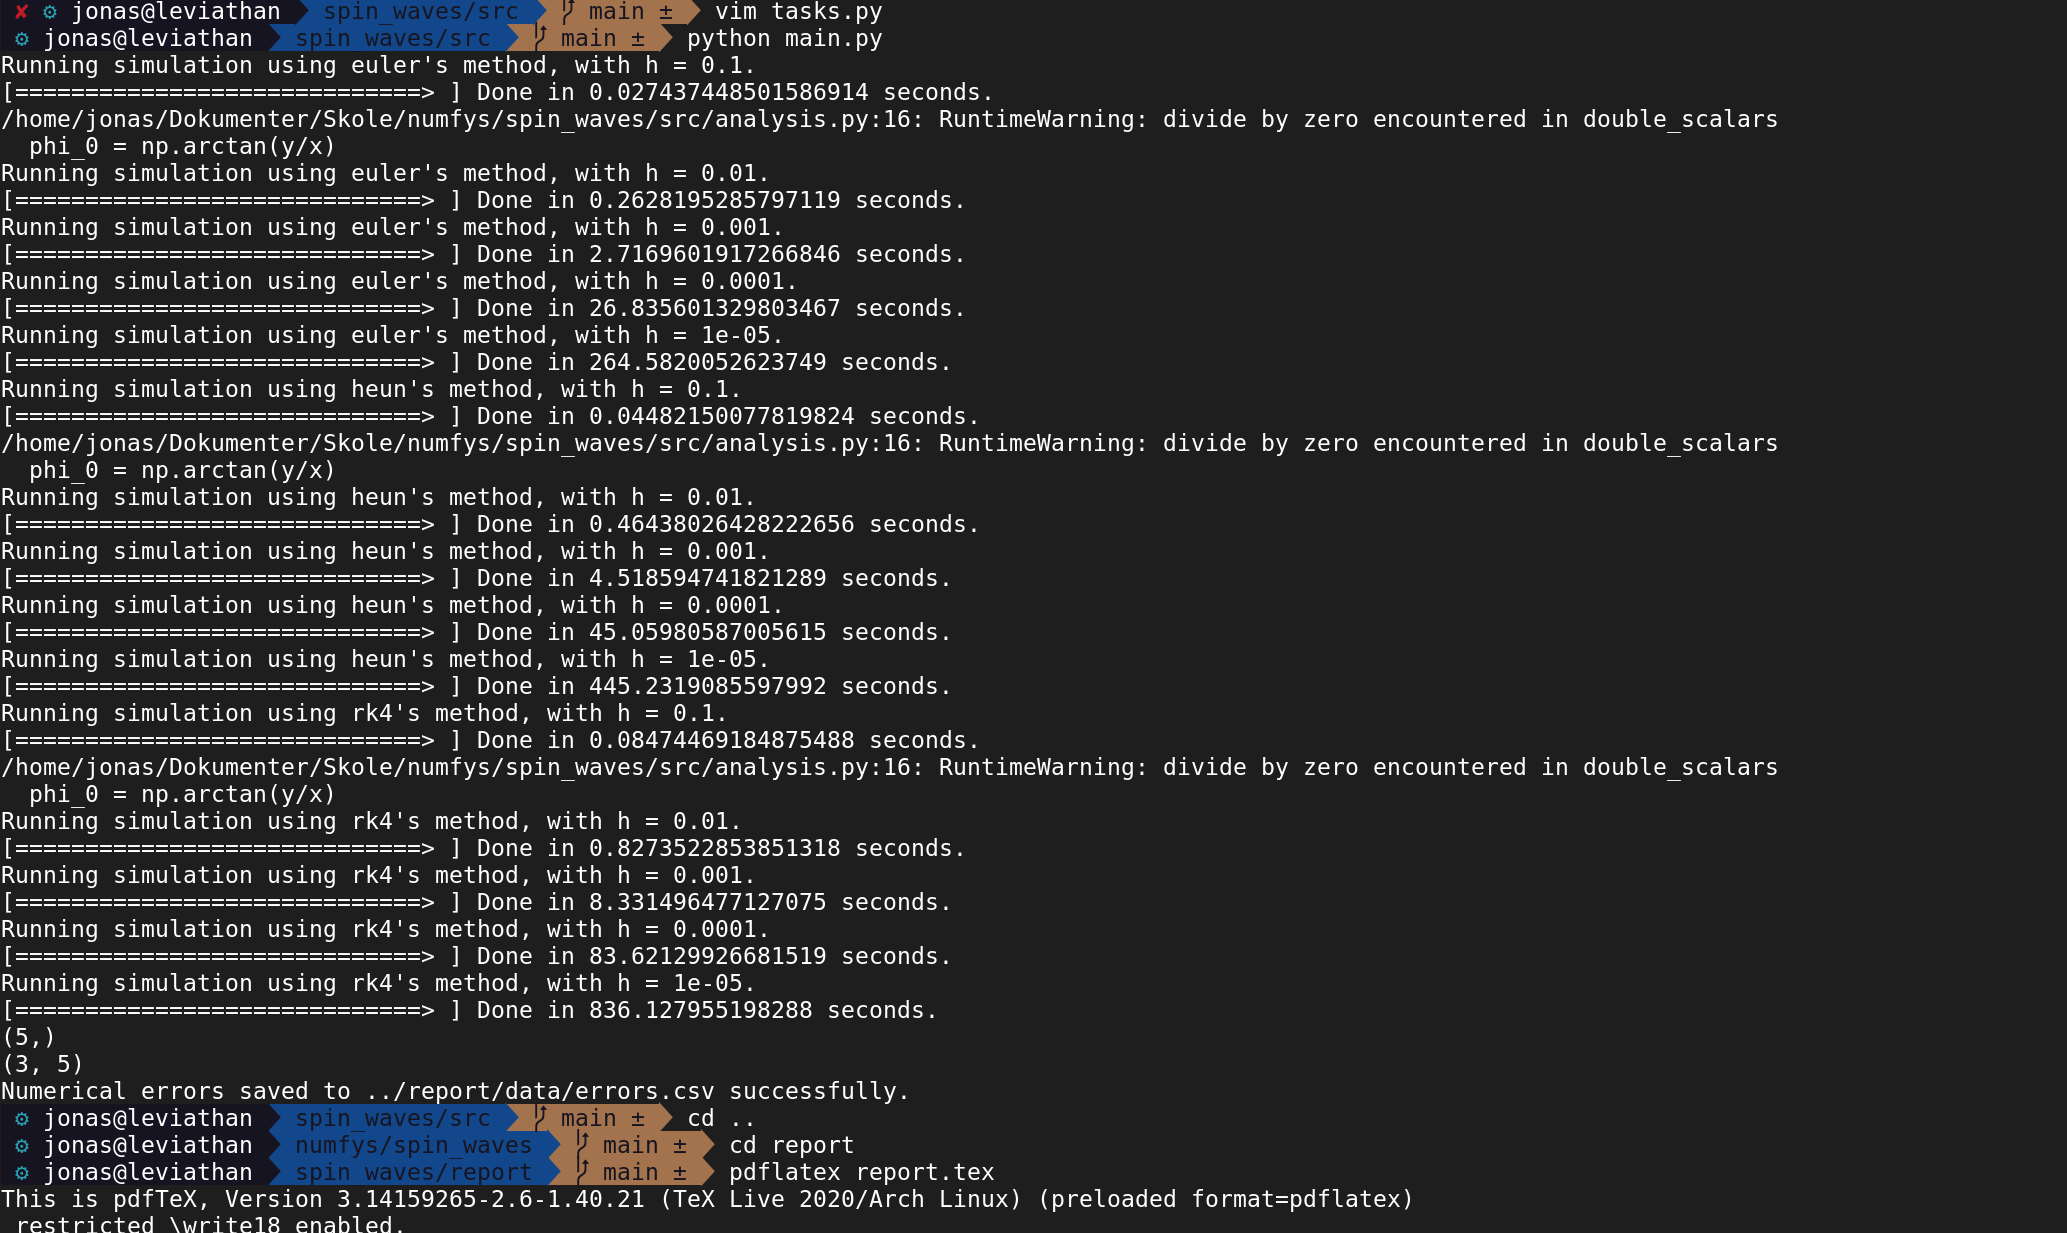 ✘ ⚙ jonas@leviathan spin_waves/src main ± vim tasks.py
⚙ jonas@leviathan spin_waves/src main ± python main.py
Running simulation using euler's method, with h = 0.1.
[=============================> ] Done in 0.027437448501586914 seconds.
/home/jonas/Dokumenter/Skole/numfys/spin_waves/src/analysis.py:16: RuntimeWarning: divide by zero encountered in double_scalars
  phi_0 = np.arctan(y/x)
Running simulation using euler's method, with h = 0.01.
[=============================> ] Done in 0.2628195285797119 seconds.
Running simulation using euler's method, with h = 0.001.
[=============================> ] Done in 2.7169601917266846 seconds.
Running simulation using euler's method, with h = 0.0001.
[=============================> ] Done in 26.835601329803467 seconds.
Running simulation using euler's method, with h = 1e-05.
[=============================> ] Done in 264.5820052623749 seconds.
Running simulation using heun's method, with h = 0.1.
[=============================> ] Done in 0.04482150077819824 seconds.
/home/jonas/Dokumenter/Skole/numfys/spin_waves/src/analysis.py:16: RuntimeWarning: divide by zero encountered in double_scalars
  phi_0 = np.arctan(y/x)
Running simulation using heun's method, with h = 0.01.
[=============================> ] Done in 0.46438026428222656 seconds.
Running simulation using heun's method, with h = 0.001.
[=============================> ] Done in 4.518594741821289 seconds.
Running simulation using heun's method, with h = 0.0001.
[=============================> ] Done in 45.05980587005615 seconds.
Running simulation using heun's method, with h = 1e-05.
[=============================> ] Done in 445.2319085597992 seconds.
Running simulation using rk4's method, with h = 0.1.
[=============================> ] Done in 0.08474469184875488 seconds.
/home/jonas/Dokumenter/Skole/numfys/spin_waves/src/analysis.py:16: RuntimeWarning: divide by zero encountered in double_scalars
  phi_0 = np.arctan(y/x)
Running simulation using rk4's method, with h = 0.01.
[=============================> ] Done in 0.8273522853851318 seconds.
Running simulation using rk4's method, with h = 0.001.
[=============================> ] Done in 8.331496477127075 seconds.
Running simulation using rk4's method, with h = 0.0001.
[=============================> ] Done in 83.62129926681519 seconds.
Running simulation using rk4's method, with h = 1e-05.
[=============================> ] Done in 836.127955198288 seconds.
(5,)
(3, 5)
Numerical errors saved to ../report/data/errors.csv successfully.
⚙ jonas@leviathan spin_waves/src main ± cd ..
⚙ jonas@leviathan numfys/spin_waves main ± cd report
⚙ jonas@leviathan spin_waves/report main ± pdflatex report.tex
This is pdfTeX, Version 3.14159265-2.6-1.40.21 (TeX Live 2020/Arch Linux) (preloaded format=pdflatex)
 restricted \write18 enabled.